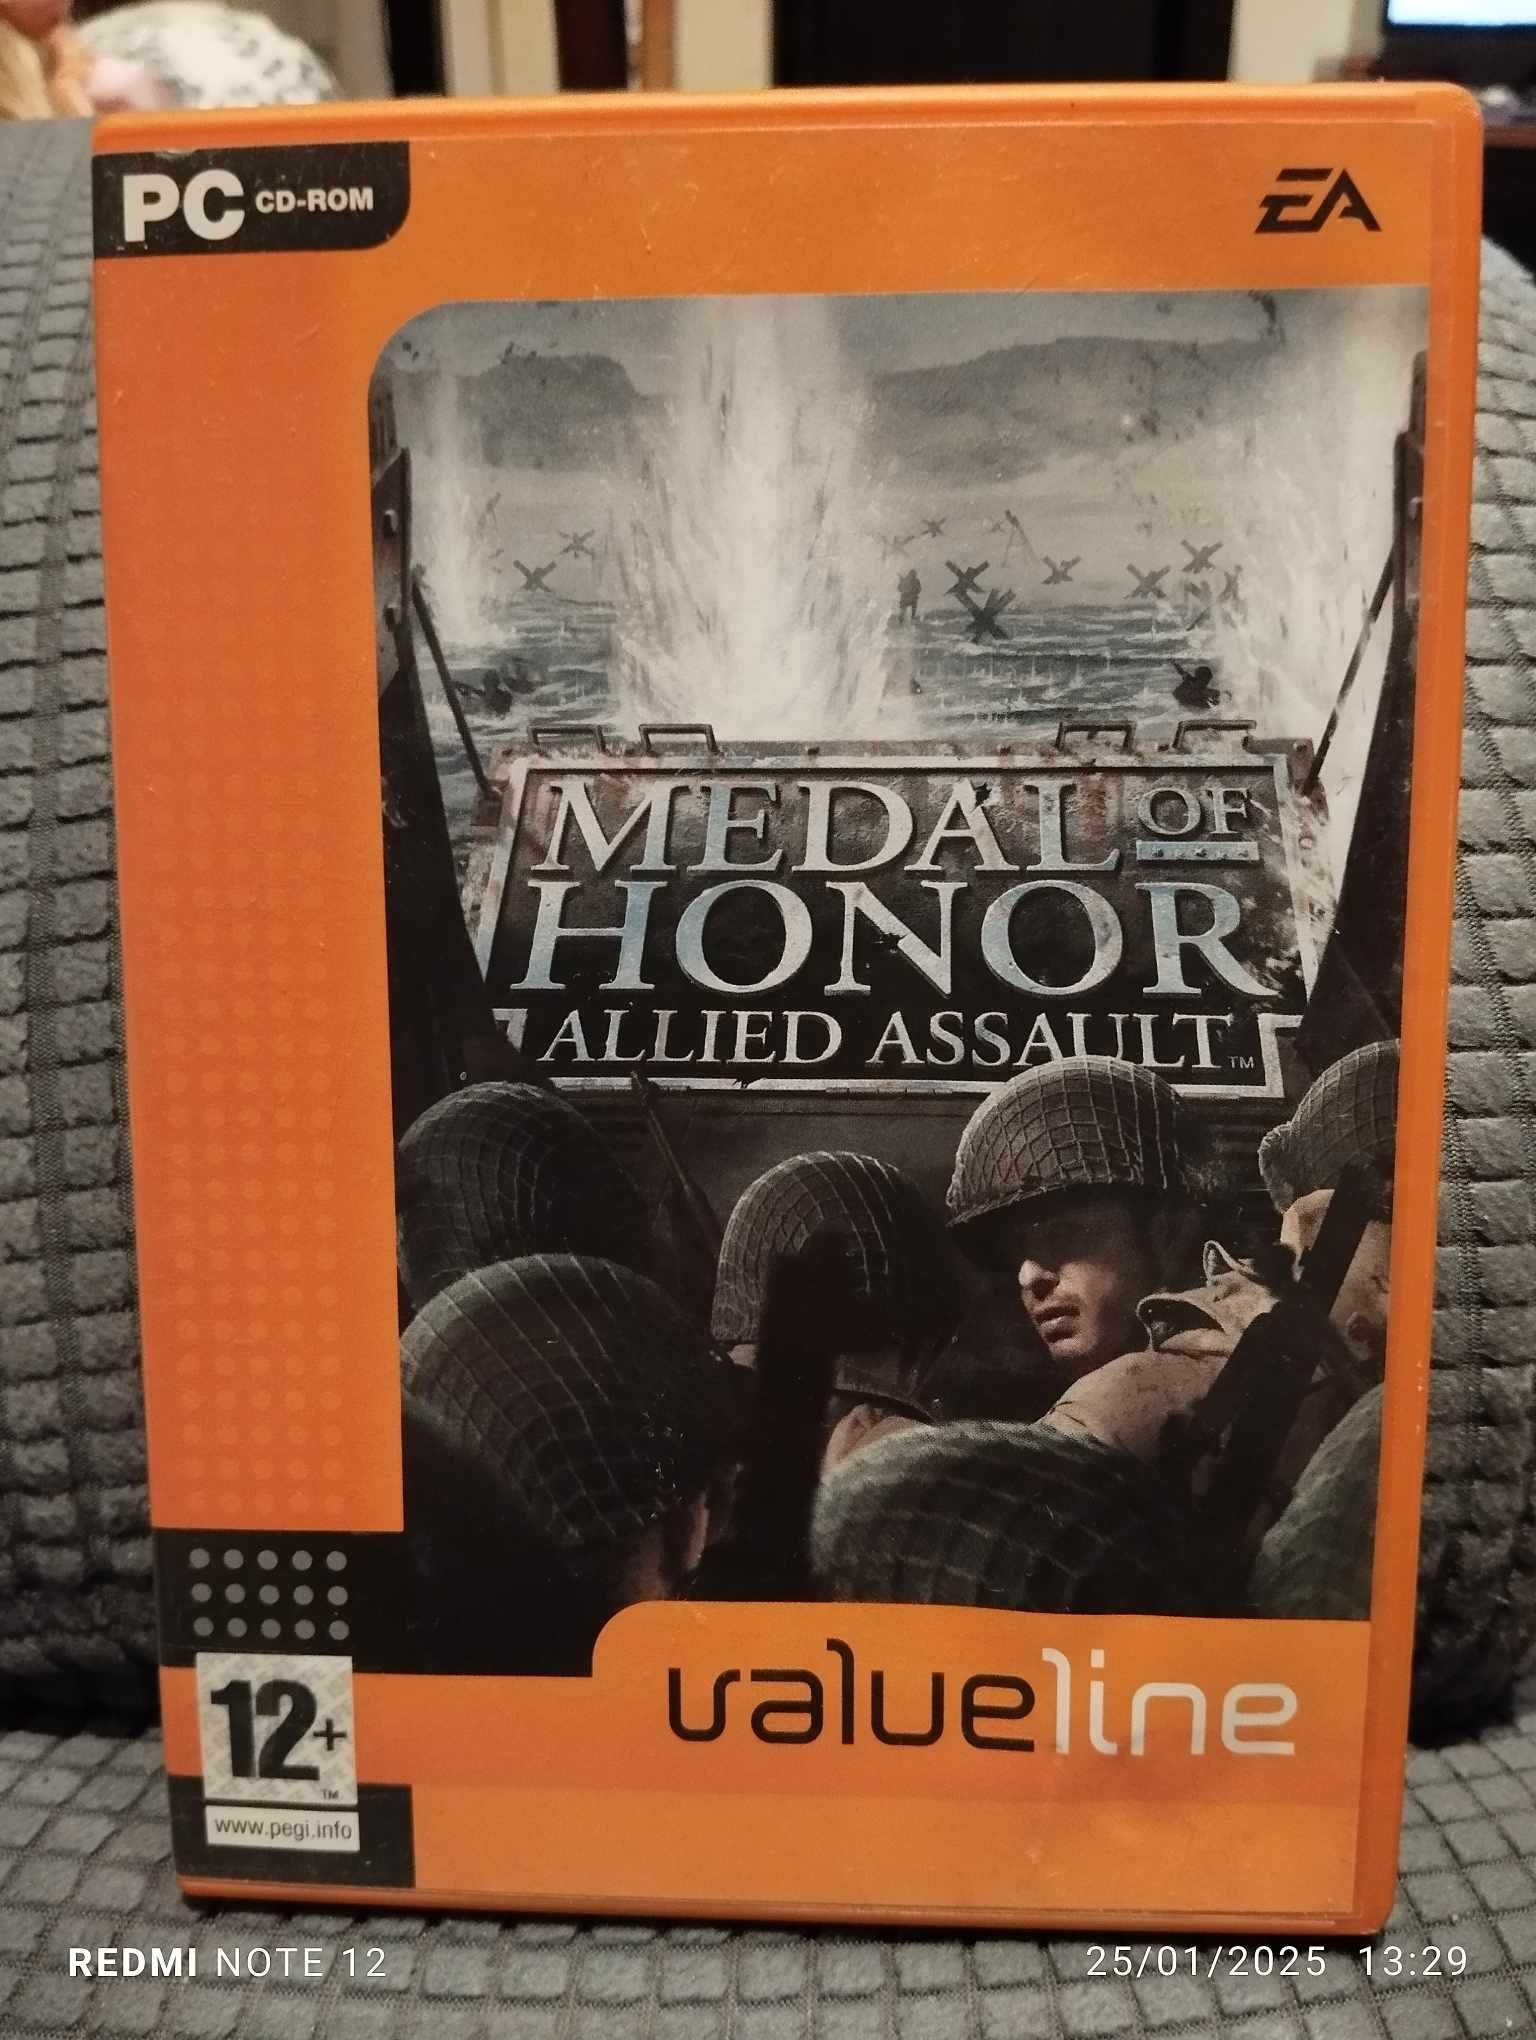 PC CD-ROM
EA
MEDAL OF
HONOR
ALLIED ASSAULT™
valueline
12+™
www.pegi.info
REDMI NOTE 12
25/01/2025 13:29